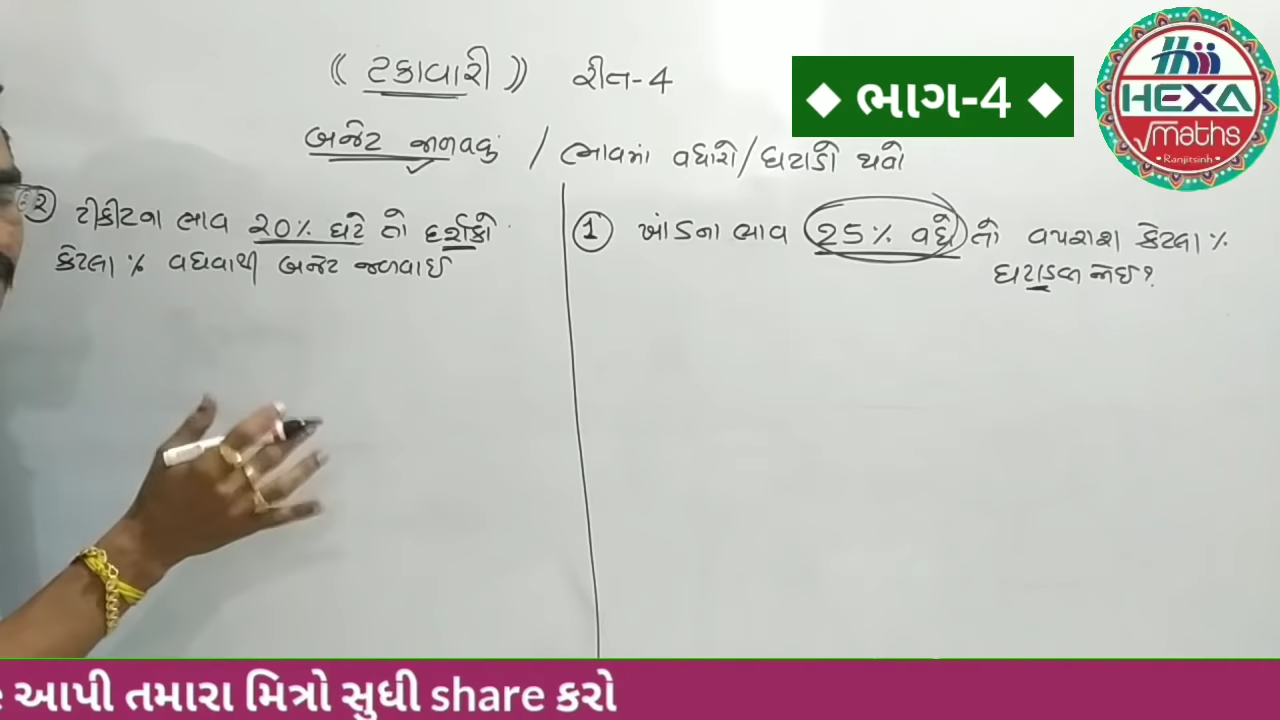 (( ટકાવારી )) રીત-4
◆ ભાગ-4 ◆
HEXA
maths
Ranjitsinh
બજેટ જાળવવું / ભાવમાં વધારો/ઘટાડો થવો
2 ટીકીટના ભાવ 20% ઘટે તો દર્શકો
કેટલા % વધવાથી બજેટ જળવાઇ
1 ખાંડના ભાવ 25% વધે તો વપરાશ કેટલા %
ઘટાડવા જોઇ?
આપી તમારા મિત્રો સુધી share કરો